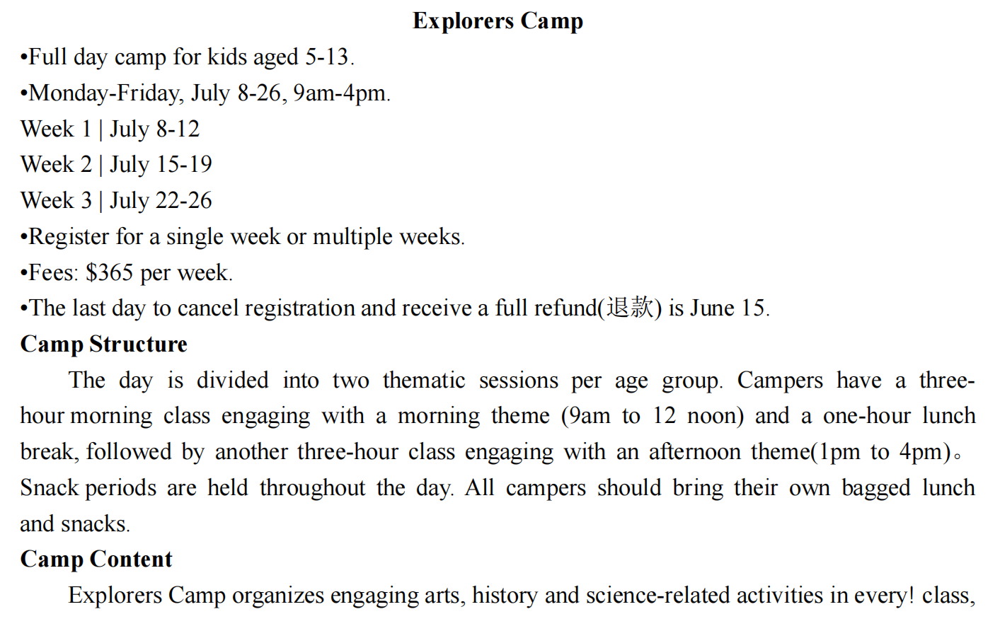 Explorers Camp
•Full day camp for kids aged 5-13.
•Monday-Friday, July 8-26, 9am-4pm.
Week 1 | July 8-12
Week 2 | July 15-19
Week 3 | July 22-26
•Register for a single week or multiple weeks.
•Fees: $365 per week.
•The last day to cancel registration and receive a full refund(退款) is June 15.
Camp Structure
The day is divided into two thematic sessions per age group. Campers have a three-
hour morning class engaging with a morning theme (9am to 12 noon) and a one-hour lunch
break, followed by another three-hour class engaging with an afternoon theme(1pm to 4pm)。
Snack periods are held throughout the day. All campers should bring their own bagged lunch
and snacks.
Camp Content
Explorers Camp organizes engaging arts, history and science-related activities in every! class,